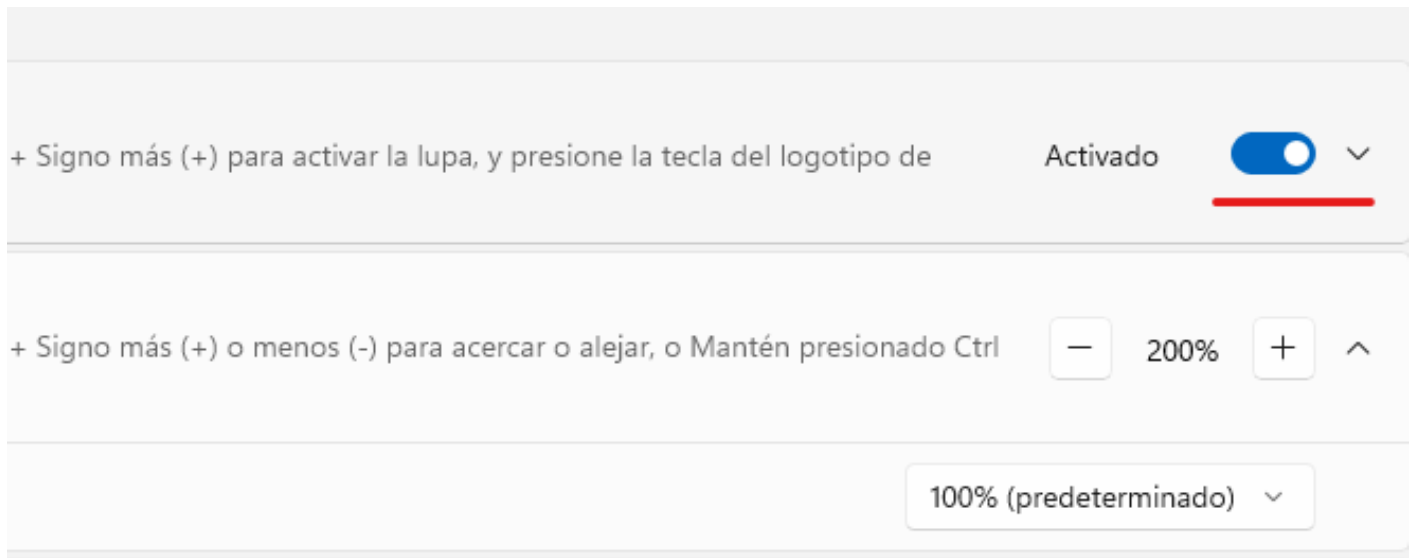 + Signo más (+) para activar la lupa, y presione la tecla del logotipo de Activado
+ Signo más (+) o menos (-) para acercar o alejar, o Mantén presionado Ctrl — 200% +
100% (predeterminado)